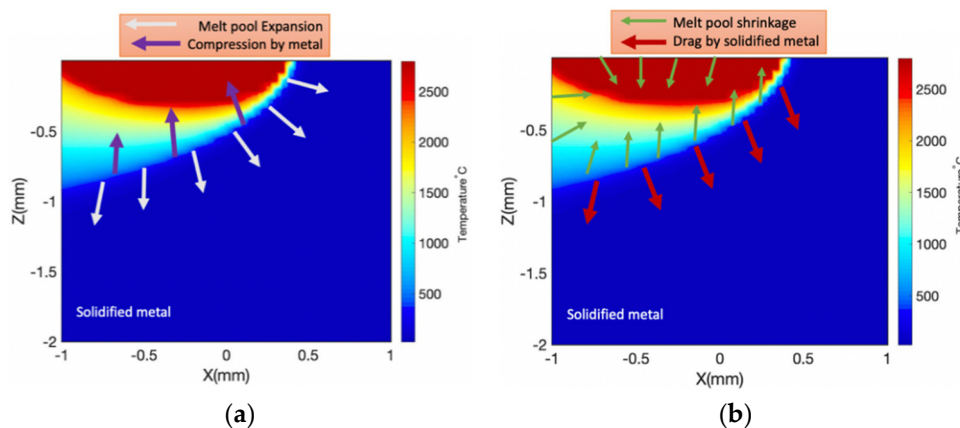 Melt pool Expansion
Compression by metal
-0.5
-1
-1.5
-2
-1
-0.5
0
0.5
1
Z(mm)
X(mm)
Solidified metal
2500
2000
1500
1000
500
Temperature°C
(a)
Melt pool shrinkage
Drag by solidified metal
-0.5
-1
-1.5
-2
-1
-0.5
0
0.5
1
Z(mm)
X(mm)
Solidified metal
2500
2000
1500
1000
500
Temperature°C
(b)